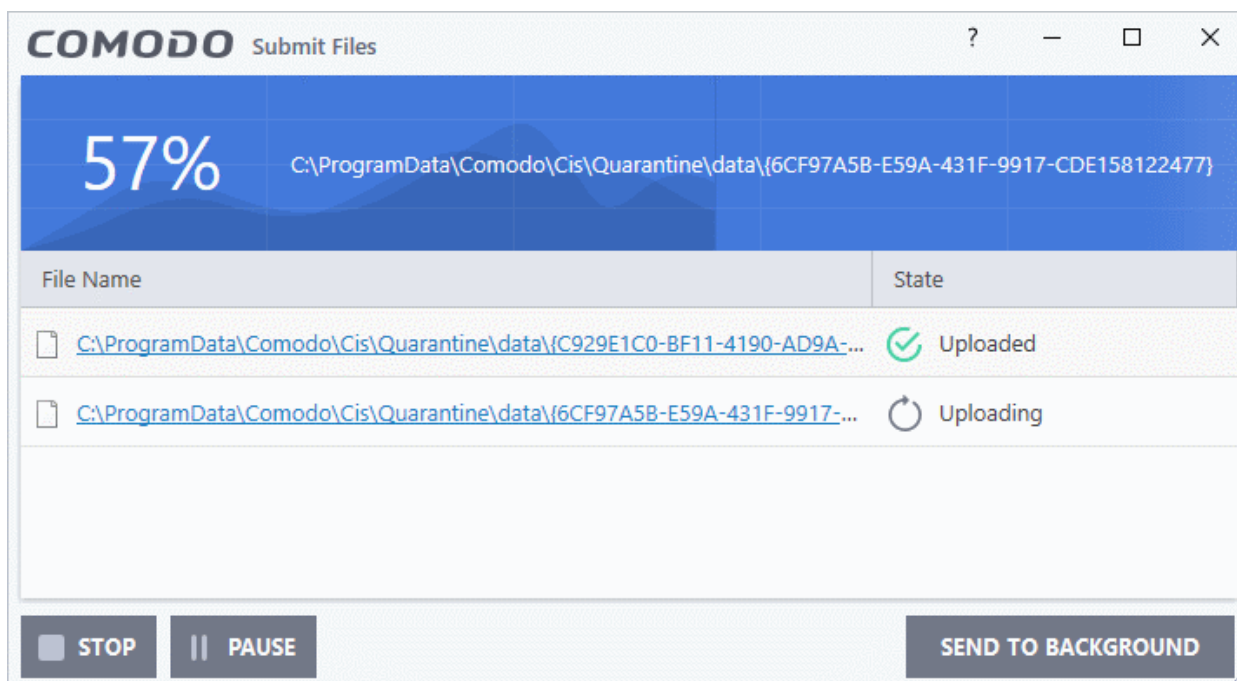 COMODO Submit Files ?
57% C:\ProgramData\Comodo\Cis\Quarantine\data\{6CF97A5B-E59A-431F-9917-CDE158122477}
File Name State
C:\ProgramData\Comodo\Cis\Quarantine\data\{C929E1C0-BF11-4190-AD9A-... Uploaded
C:\ProgramData\Comodo\Cis\Quarantine\data\{6CF97A5B-E59A-431F-9917-... Uploading
STOP PAUSE SEND TO BACKGROUND